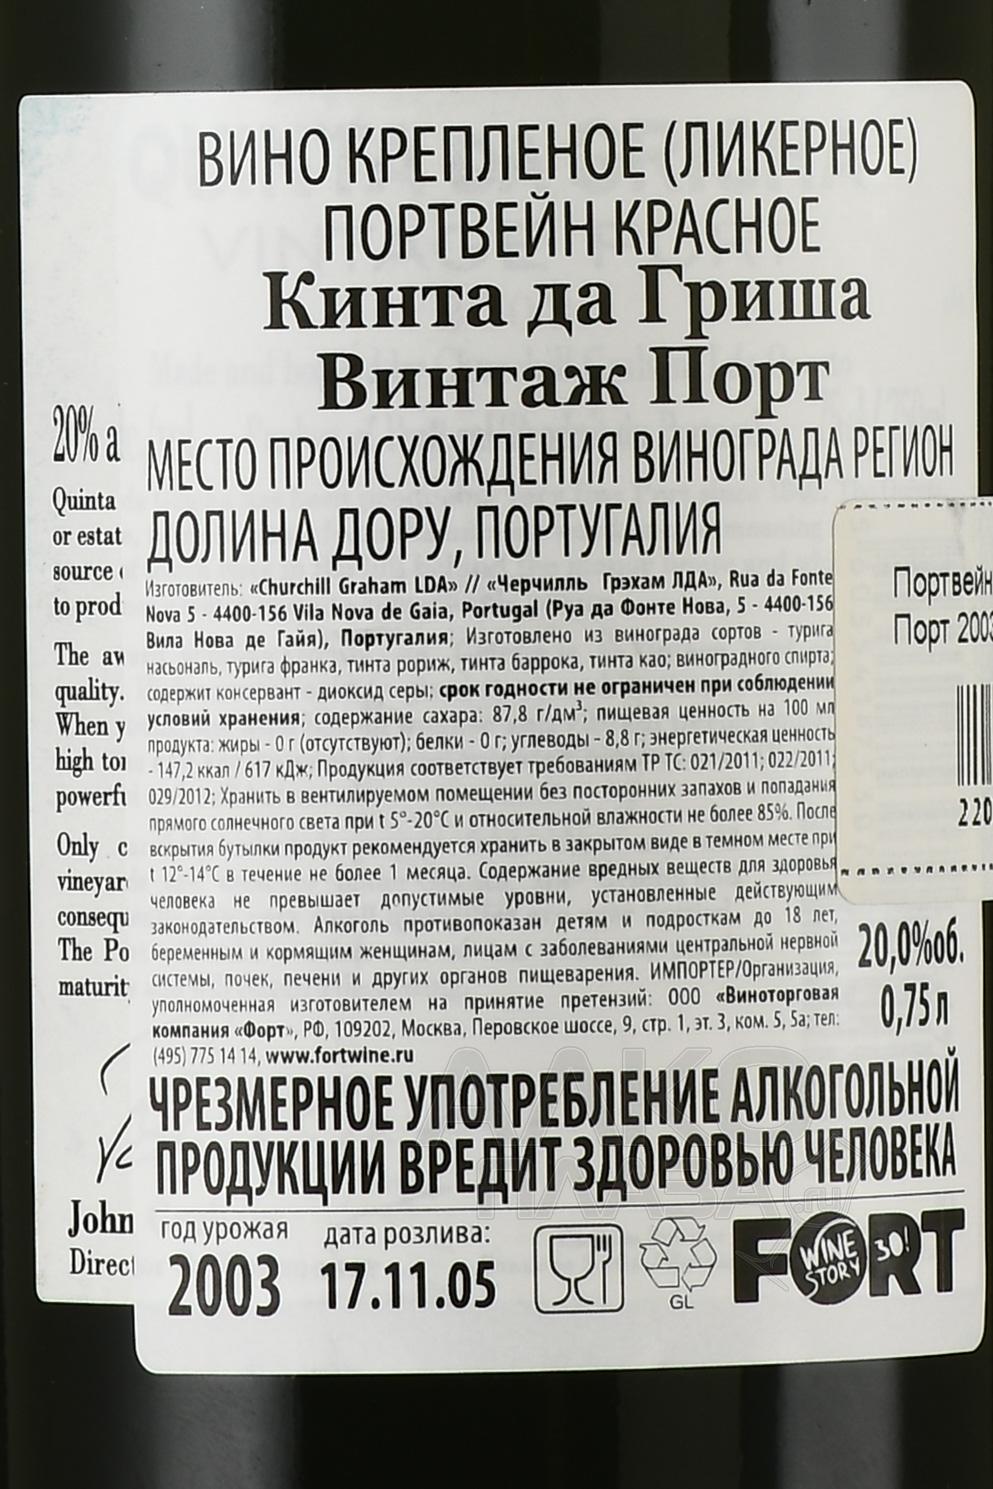 ВИНО КРЕПЛЕНОЕ (ЛИКЕРНОЕ)
ПОРТВЕЙН КРАСНОЕ
Кинта да Гриша
Винтаж Порт
МЕСТО ПРОИСХОЖДЕНИЯ ВИНОГРАДА РЕГИОН
ДОЛИНА ДОРУ, ПОРТУГАЛИЯ
Изготовитель: «Churchill Graham LDA» // «Черчилль Грэхам ЛДА», Rua da Fonte
Nova 5 - 4400-156 Vila Nova de Gaia, Portugal (Руа да Фонте Нова, 5 - 4400-156
Вила Нова де Гайя), Португалия; Изготовлено из винограда сортов - турига
насьональ, турига франка, тинта рориж, тинта баррока, тинта као; виноградного спирта;
содержит консервант - диоксид серы; срок годности не ограничен при соблюдении
условий хранения; содержание сахара: 87,8 г/дм³; пищевая ценность на 100 мл
продукта: жиры - 0 г (отсутствуют); белки - 0 г; углеводы - 8,8 г; энергетическая ценность
- 147,2 ккал / 617 кДж; Продукция соответствует требованиям ТР ТС: 021/2011; 022/2011;
029/2012; Хранить в вентилируемом помещении без посторонних запахов и попадания
прямого солнечного света при t 5°-20°C и относительной влажности не более 85%. После
вскрытия бутылки продукт рекомендуется хранить в закрытом виде в темном месте при
t 12°-14°C в течение не более 1 месяца. Содержание вредных веществ для здоровья
человека не превышает допустимые уровни, установленные действующим
законодательством. Алкоголь противопоказан детям и подросткам до 18 лет,
беременным и кормящим женщинам, лицам с заболеваниями центральной нервной
системы, почек, печени и других органов пищеварения. ИМПОРТЕР/Организация,
уполномоченная изготовителем на принятие претензий: ООО «Виноторговая
компания «Форт», РФ, 109202, Москва, Перовское шоссе, 9, стр. 1, эт. 3, ком. 5, 5а; тел:
(495) 775 14 14, www.fortwine.ru
20,0%об.
0,75 л
ЧРЕЗМЕРНОЕ УПОТРЕБЛЕНИЕ АЛКОГОЛЬНОЙ
ПРОДУКЦИИ ВРЕДИТ ЗДОРОВЬЮ ЧЕЛОВЕКА
год урожая
2003
дата розлива:
17.11.05
GL
FORT
WINE STORY 30!
Портвейн
Порт 2003
220
20% a
Quinta
or estat
source
to prod
The aw
quality.
When y
high to
powerf
Only c
vineyar
consequ
The Po
maturit
John
Direct